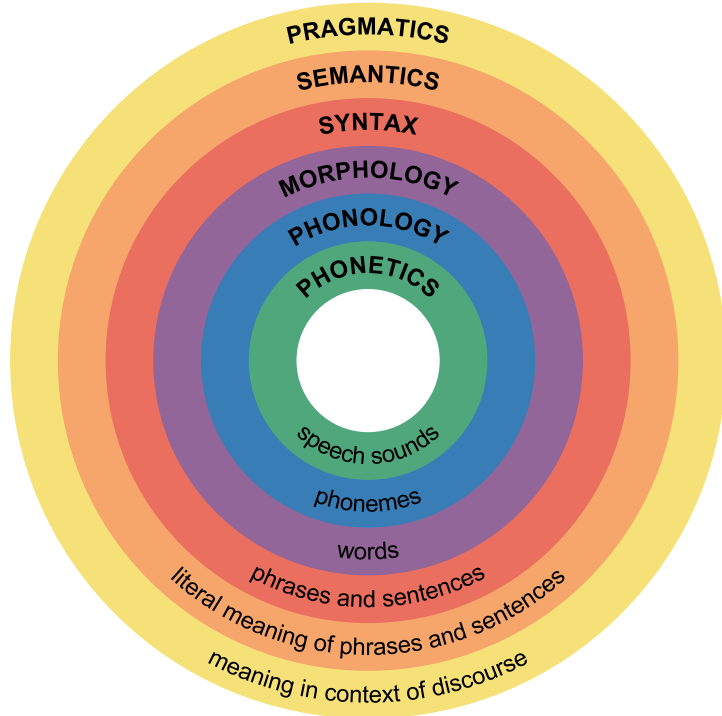 PRAGMATICS
SEMANTICS
SYNTAX
MORPHOLOGY
PHONOLOGY
PHONETICS
speech sounds
phonemes
words
phrases and sentences
literal meaning of phrases and sentences
meaning in context of discourse